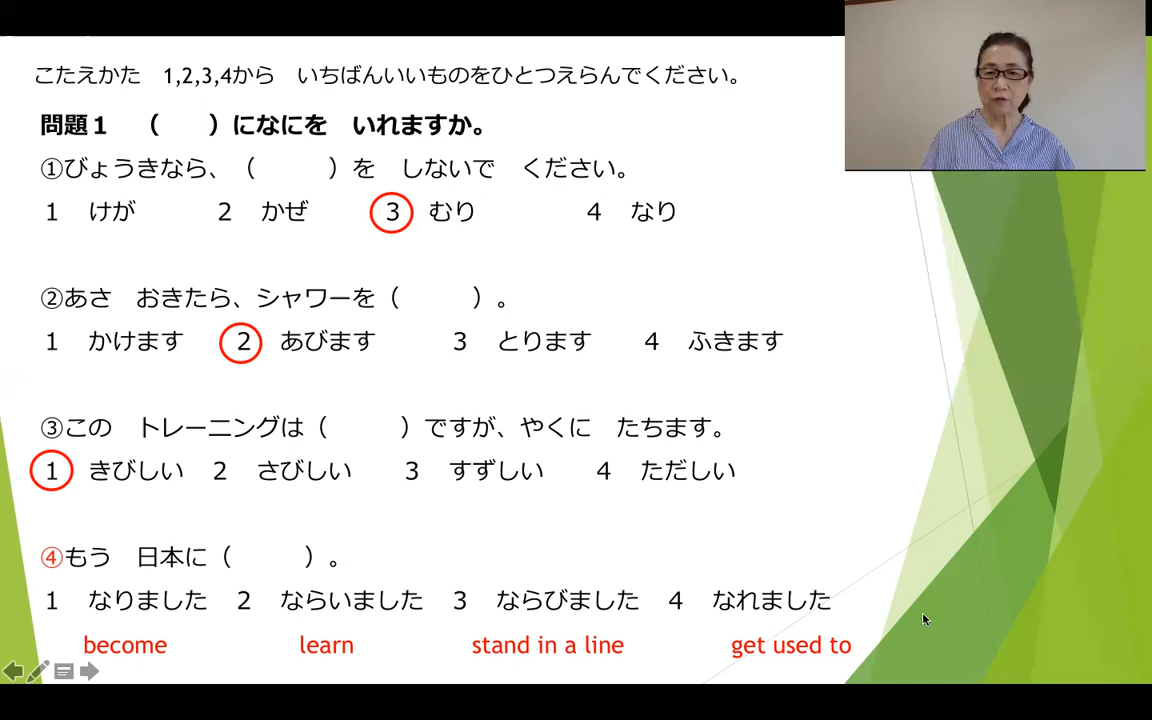 こたえかた　1,2,3,4から　いちばんいいものをひとつえらんでください。
問題１　（　　）になにを　いれますか。
①びょうきなら、（　　　）を　しないで　ください。
1　けが　2　かぜ　3　むり　4　なり
②あさ　おきたら、シャワーを（　　　）。
1　かけます　2　あびます　3　とります　4　ふきます
③この　トレーニングは（　　　）ですが、やくに　たちます。
1　きびしい　2　さびしい　3　すずしい　4　ただしい
④もう　日本に（　　　）。
1　なりました　2　ならいました　3　ならびました　4　なれました
become　learn　stand in a line　get used to